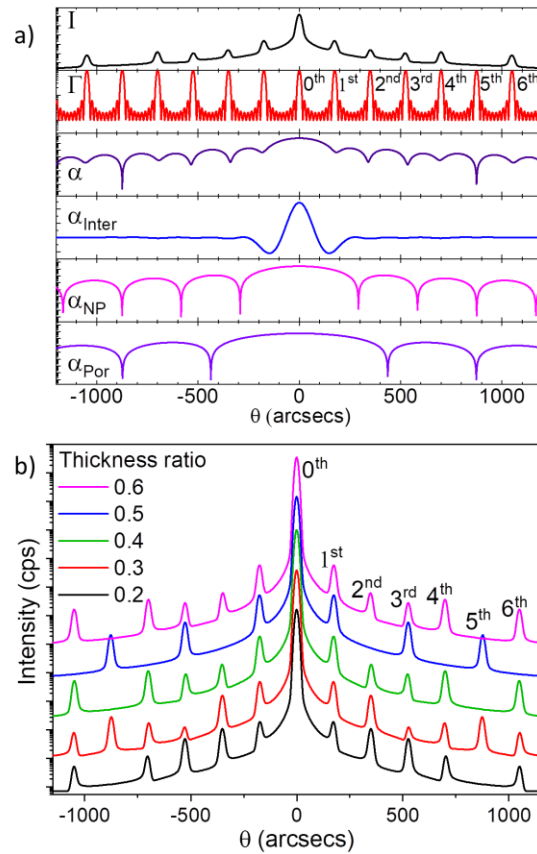 a)
I
Γ
0th 1st 2nd 3rd 4th 5th 6th
α
αInter
αNP
αPor
-1000 -500 0 500 1000
θ (arcsecs)
b)
Thickness ratio
0.6
0.5
0.4
0.3
0.2
0th
1st
2nd
3rd
4th
5th
6th
Intensity (cps)
-1000 -500 0 500 1000
θ (arcsecs)